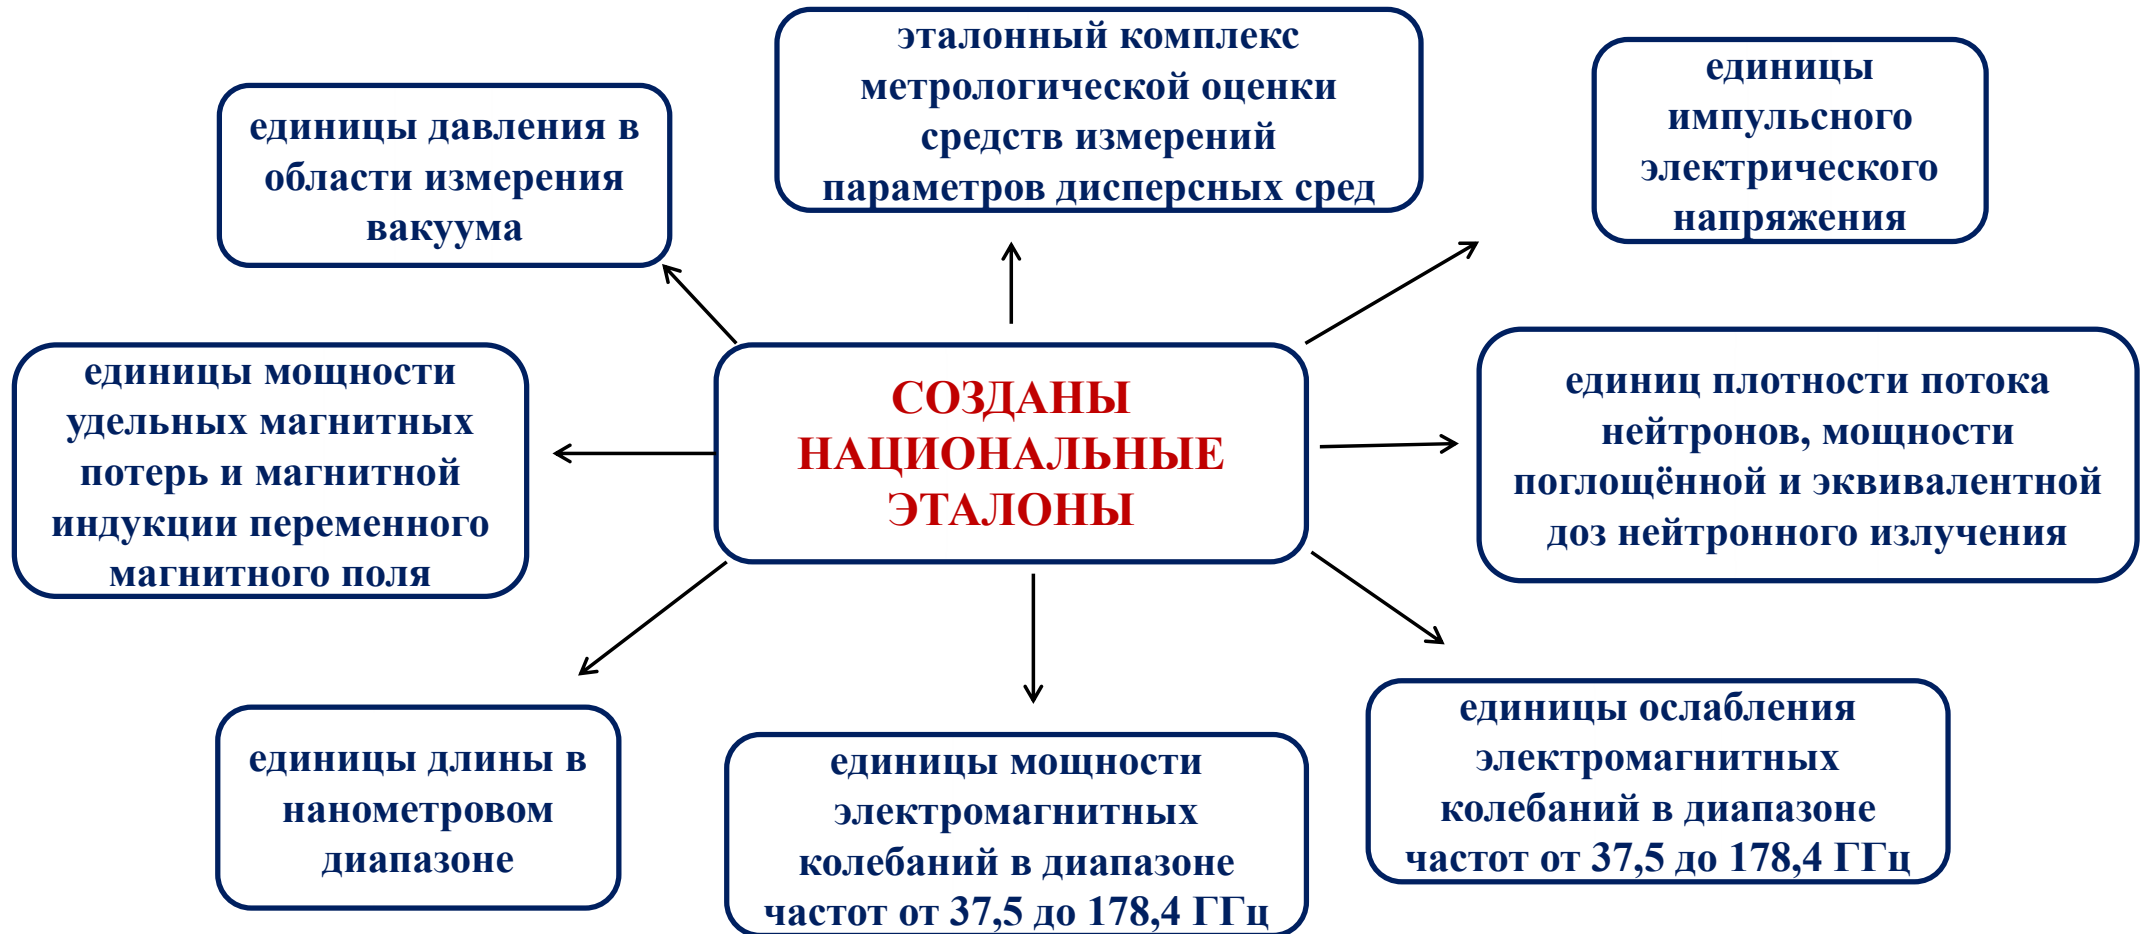 эталонный комплекс
метрологической оценки
средств измерений
параметров дисперсных сред
единицы давления в
области измерения
вакуума
единицы
импульсного
электрического
напряжения
единицы мощности
удельных магнитных
потерь и магнитной
индукции переменного
магнитного поля
СОЗДАНЫ
НАЦИОНАЛЬНЫЕ
ЭТАЛОНЫ
единиц плотности потока
нейтронов, мощности
поглощённой и эквивалентной
доз нейтронного излучения
единицы длины в
нанометровом
диапазоне
единицы мощности
электромагнитных
колебаний в диапазоне
частот от 37,5 до 178,4 ГГц
единицы ослабления
электромагнитных
колебаний в диапазоне
частот от 37,5 до 178,4 ГГц